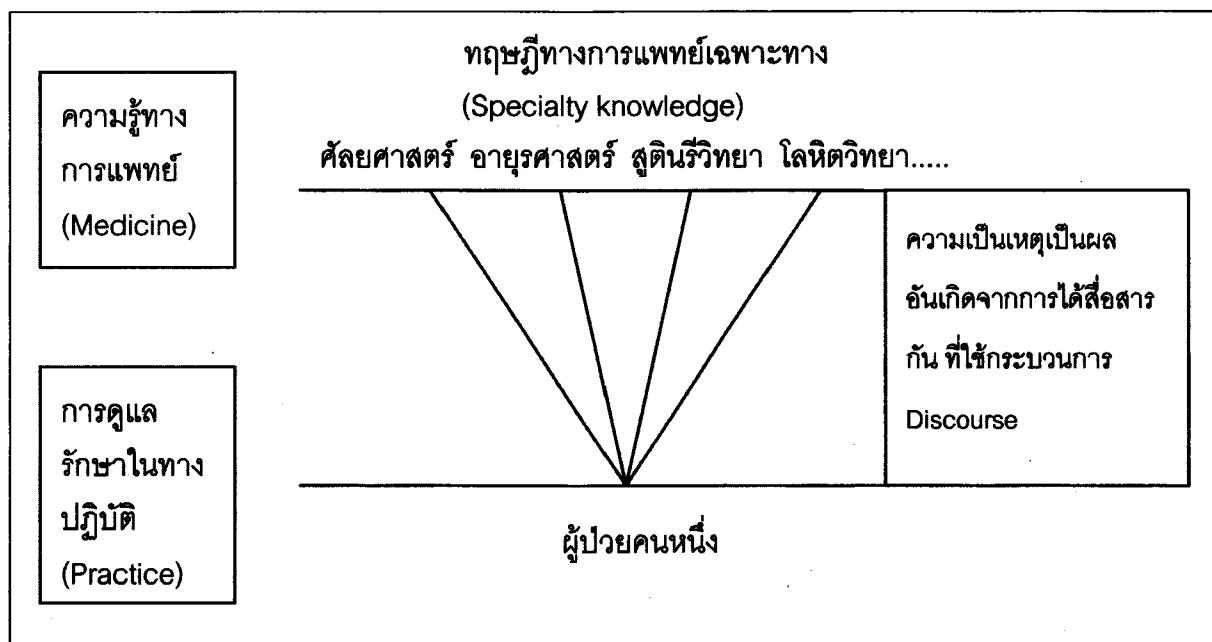 ทฤษฎีทางการแพทย์เฉพาะทาง
(Specialty knowledge)
ศัลยศาสตร์ อายุรศาสตร์ สูตินรีวิทยา โลหิตวิทยา.....
ความรู้ทาง
การแพทย์
(Medicine)
ความเป็นเหตุเป็นผล
อันเกิดจากการได้สื่อสาร
กัน ที่ใช้กระบวนการ
Discourse
การดูแล
รักษาในทาง
ปฏิบัติ
(Practice)
ผู้ป่วยคนหนึ่ง